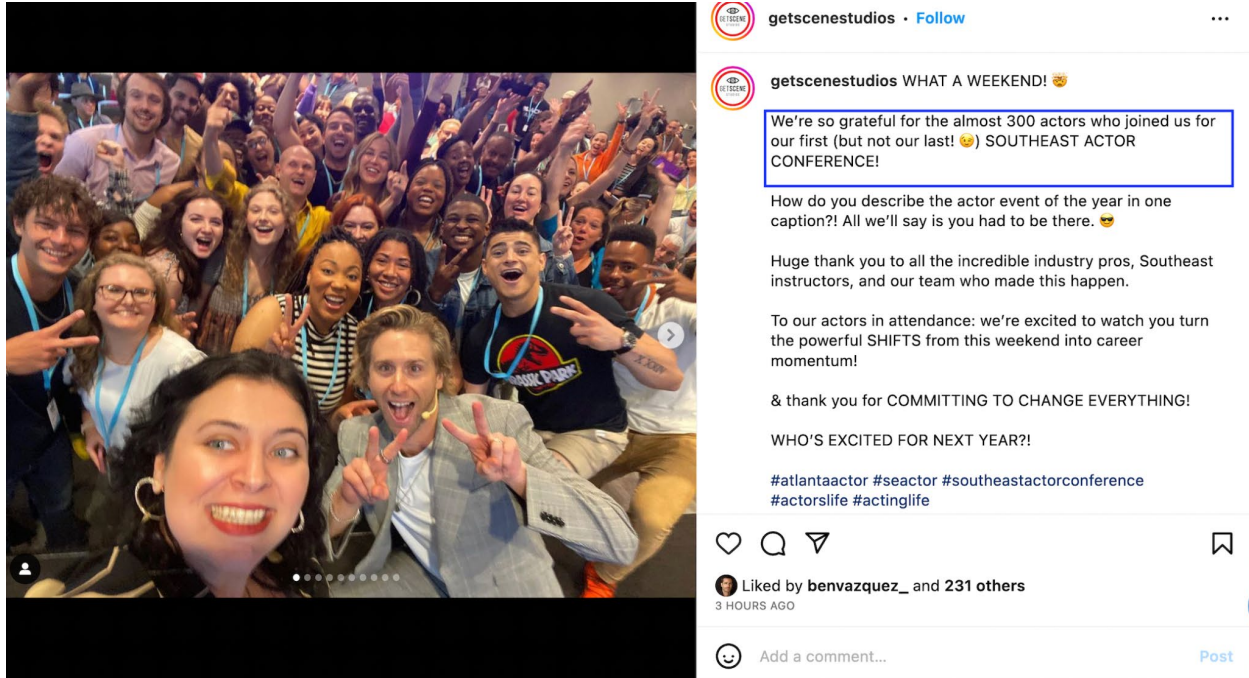 GETSCENE
STUDIOS
getscenestudios • Follow
GETSCENE
STUDIOS
getscenestudios WHAT A WEEKEND! 🤯
We’re so grateful for the almost 300 actors who joined us for
our first (but not our last! 😉) SOUTHEAST ACTOR
CONFERENCE!
How do you describe the actor event of the year in one
caption?! All we’ll say is you had to be there. 😎
Huge thank you to all the incredible industry pros, Southeast
instructors, and our team who made this happen.
To our actors in attendance: we’re excited to watch you turn
the powerful SHIFTS from this weekend into career
momentum!
& thank you for COMMITTING TO CHANGE EVERYTHING!
WHO’S EXCITED FOR NEXT YEAR?!
#atlantaactor #seactor #southeastactorconference
#actorslife #actinglife
Liked by benvazquez_ and 231 others
3 HOURS AGO
Add a comment...
Post
JURASSIC PARK